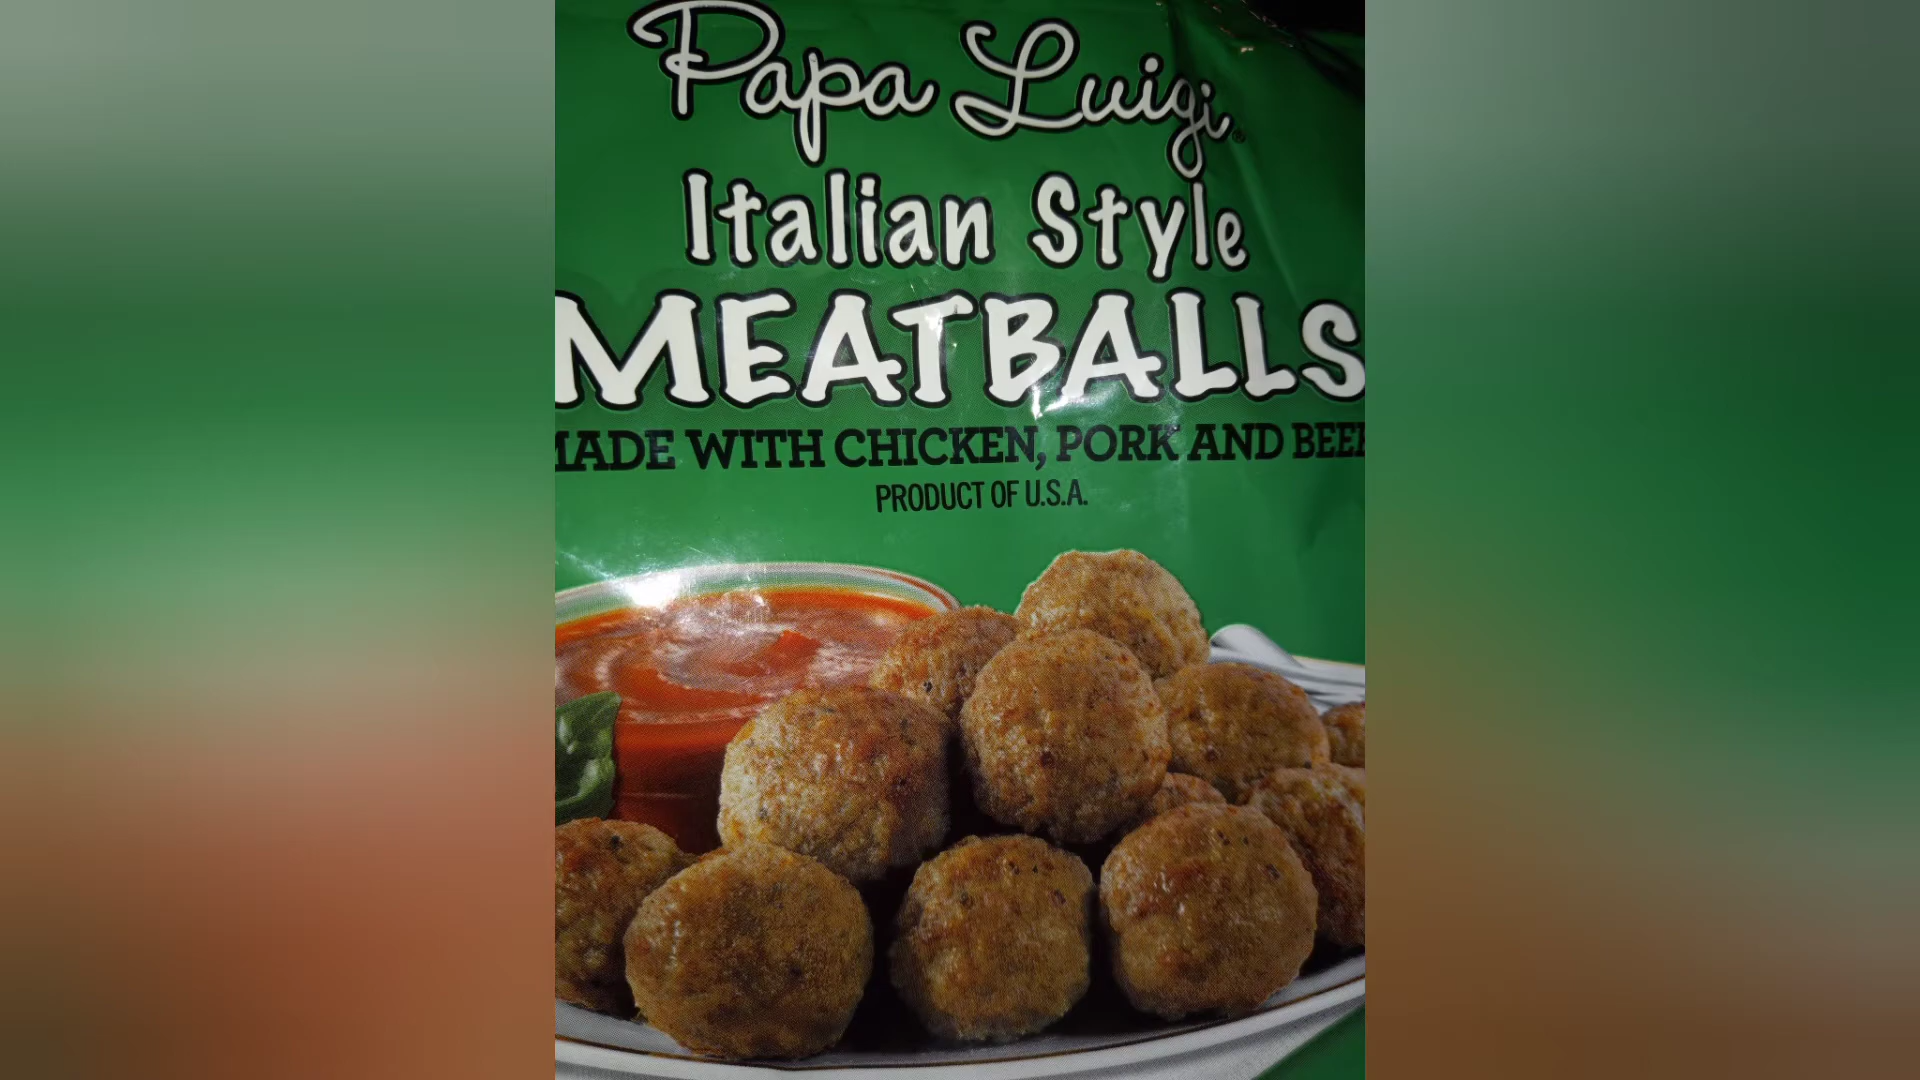 Papa Luigi®
Italian Style
MEATBALLS
MADE WITH CHICKEN, PORK AND BEEF
PRODUCT OF U.S.A.